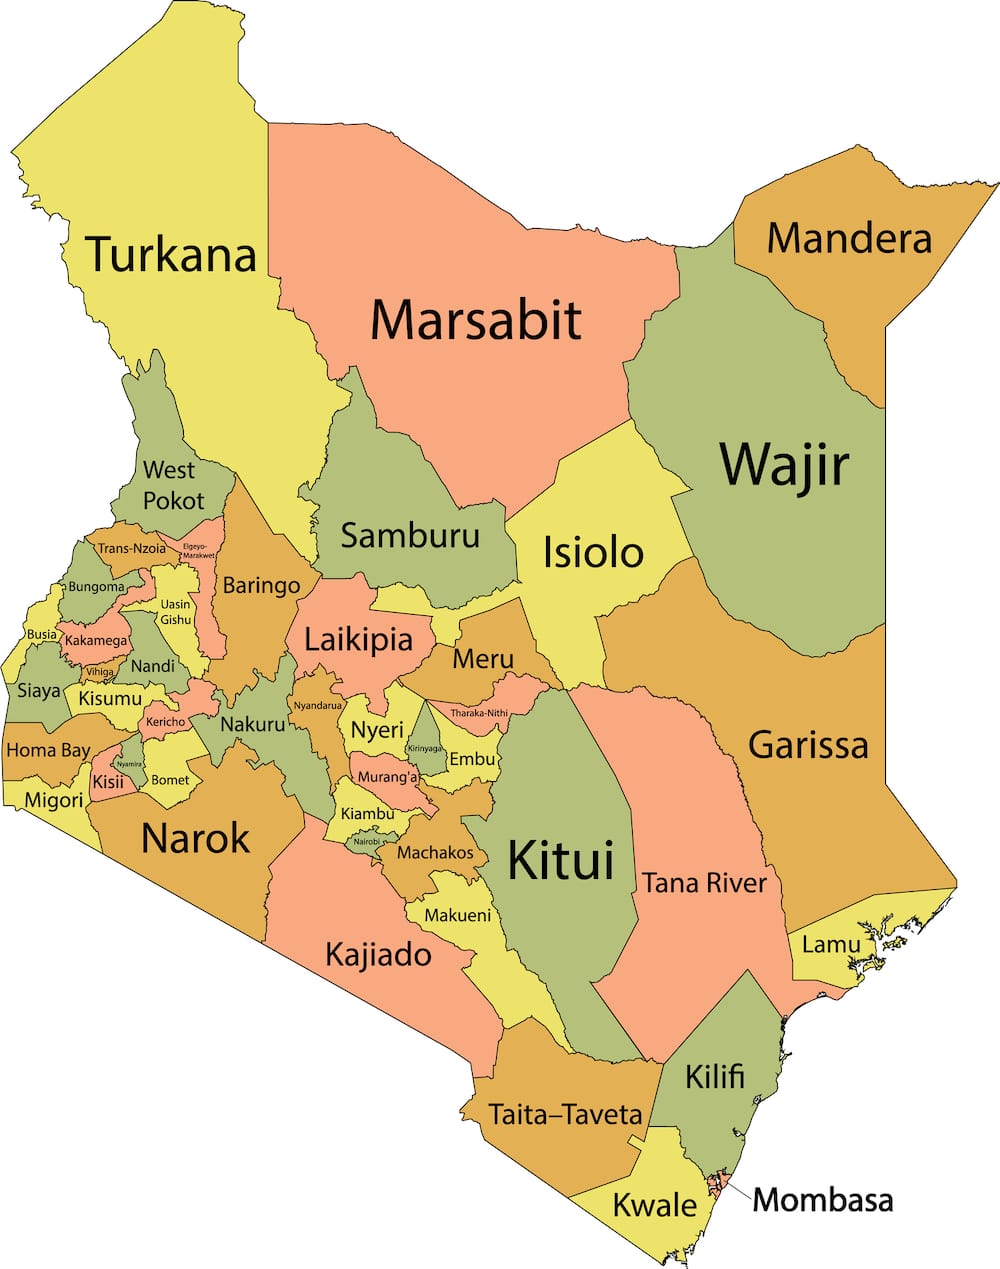 Turkana
Mandera
Marsabit
Wajir
West
Pokot
Samburu
Isiolo
Trans-Nzoia
Elgeyo-
Marakwet
Bungoma
Baringo
Uasin
Gishu
Busia
Kakamega
Laikipia
Meru
Nandi
Vihiga
Siaya
Kisumu
Nyandarua
Tharaka-Nithi
Kericho
Nakuru
Nyeri
Kirinyaga
Garissa
Homa Bay
Nyamira
Embu
Kisii
Bomet
Murang'a
Migori
Kiambu
Narok
Nairobi
Machakos
Kitui
Tana River
Makueni
Lamu
Kajiado
Kilifi
Taita–Taveta
Kwale
Mombasa